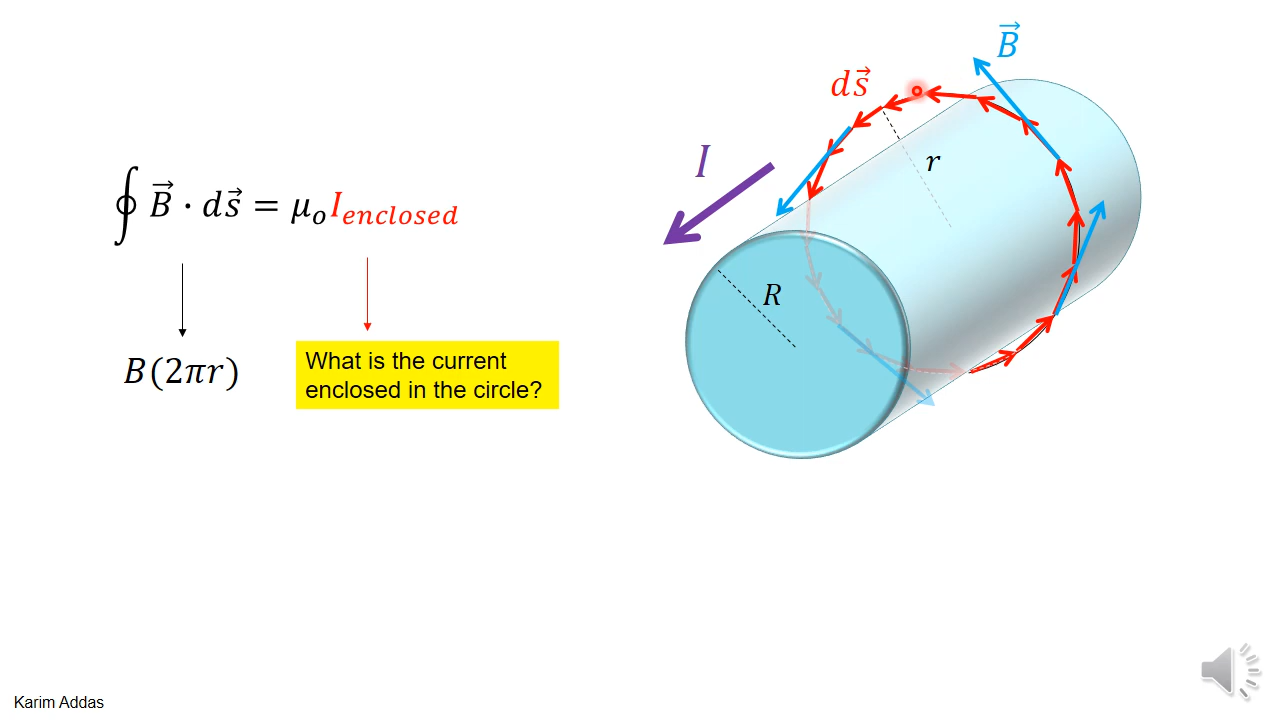 ∮ B⃗ · ds⃗ = μₒI_enclosed
B(2πr)
What is the current
enclosed in the circle?
ds⃗
B⃗
I
r
R
Karim Addas